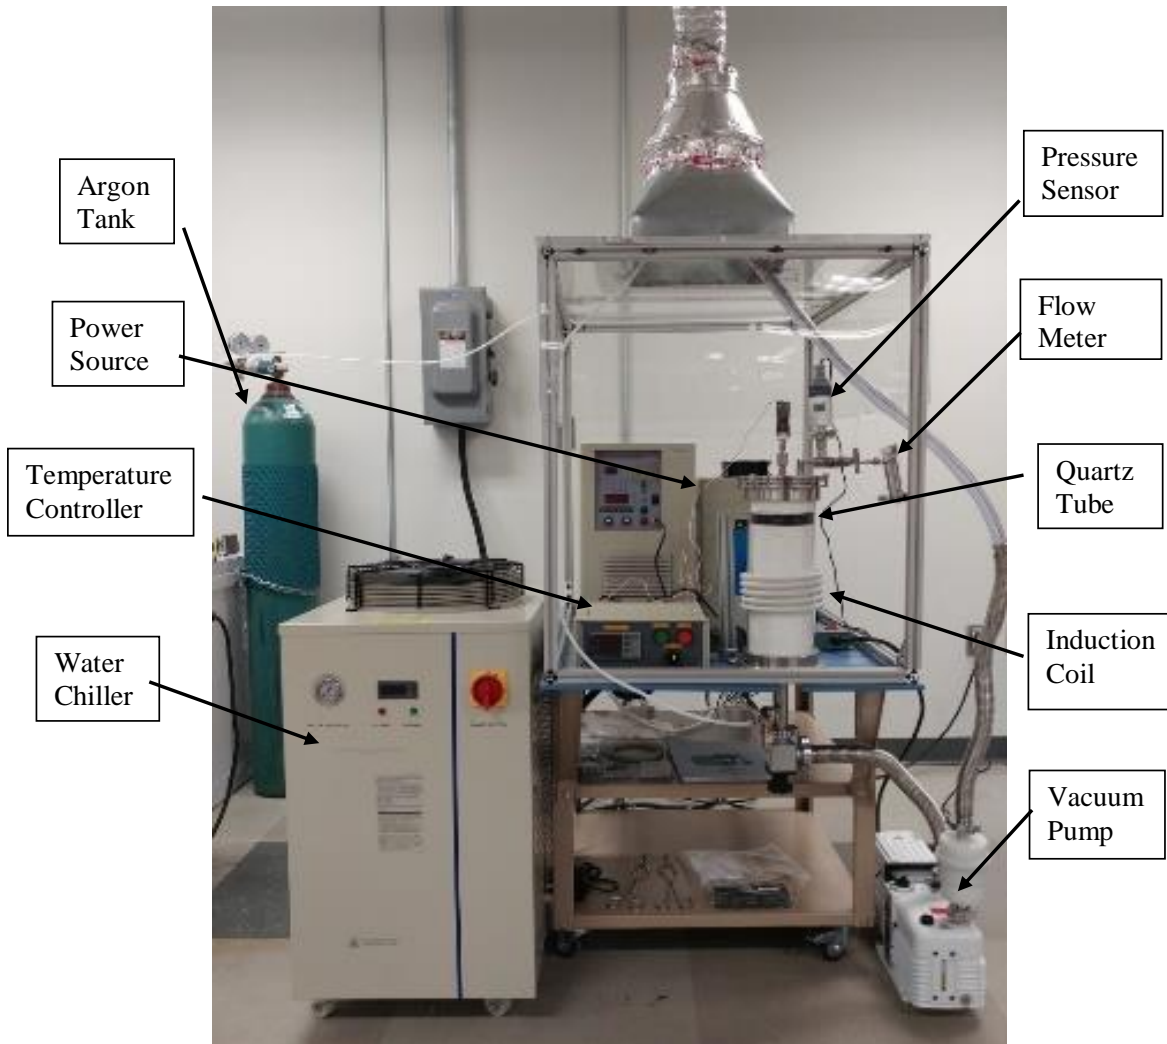 Argon
Tank
Power
Source
Temperature
Controller
Water
Chiller
Pressure
Sensor
Flow
Meter
Quartz
Tube
Induction
Coil
Vacuum
Pump